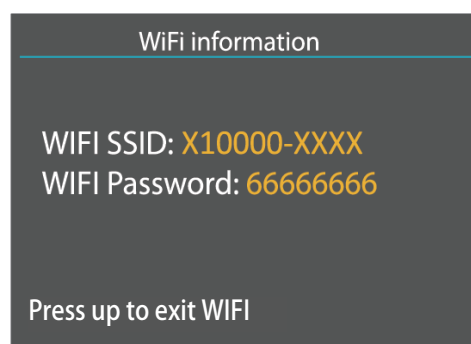 WiFi information
WIFI SSID: X10000-XXXX
WIFI Password: 66666666
Press up to exit WIFI